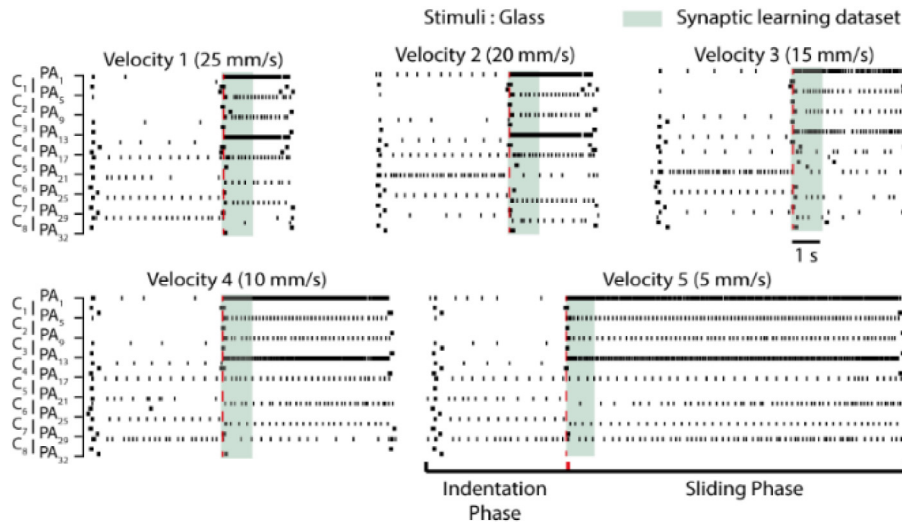 Stimuli : Glass
Synaptic learning dataset
Velocity 1 (25 mm/s)
Velocity 2 (20 mm/s)
Velocity 3 (15 mm/s)
C1
C2
C3
C4
C5
C6
C7
C8
PA1
PA5
PA9
PA13
PA17
PA21
PA25
PA29
PA32
1 s
Velocity 4 (10 mm/s)
Velocity 5 (5 mm/s)
C1
C2
C3
C4
C5
C6
C7
C8
PA1
PA5
PA9
PA13
PA17
PA21
PA25
PA29
PA32
Indentation
Phase
Sliding Phase